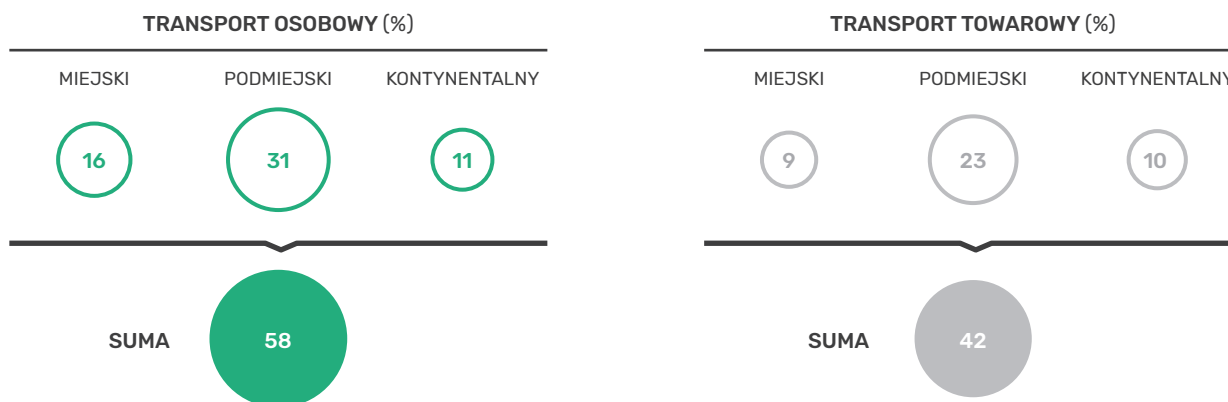 TRANSPORT OSOBOWY (%)
MIEJSKI PODMIEJSKI KONTYNENTALNY
16 31 11
SUMA 58
TRANSPORT TOWAROWY (%)
MIEJSKI PODMIEJSKI KONTYNENTALNY
9 23 10
SUMA 42